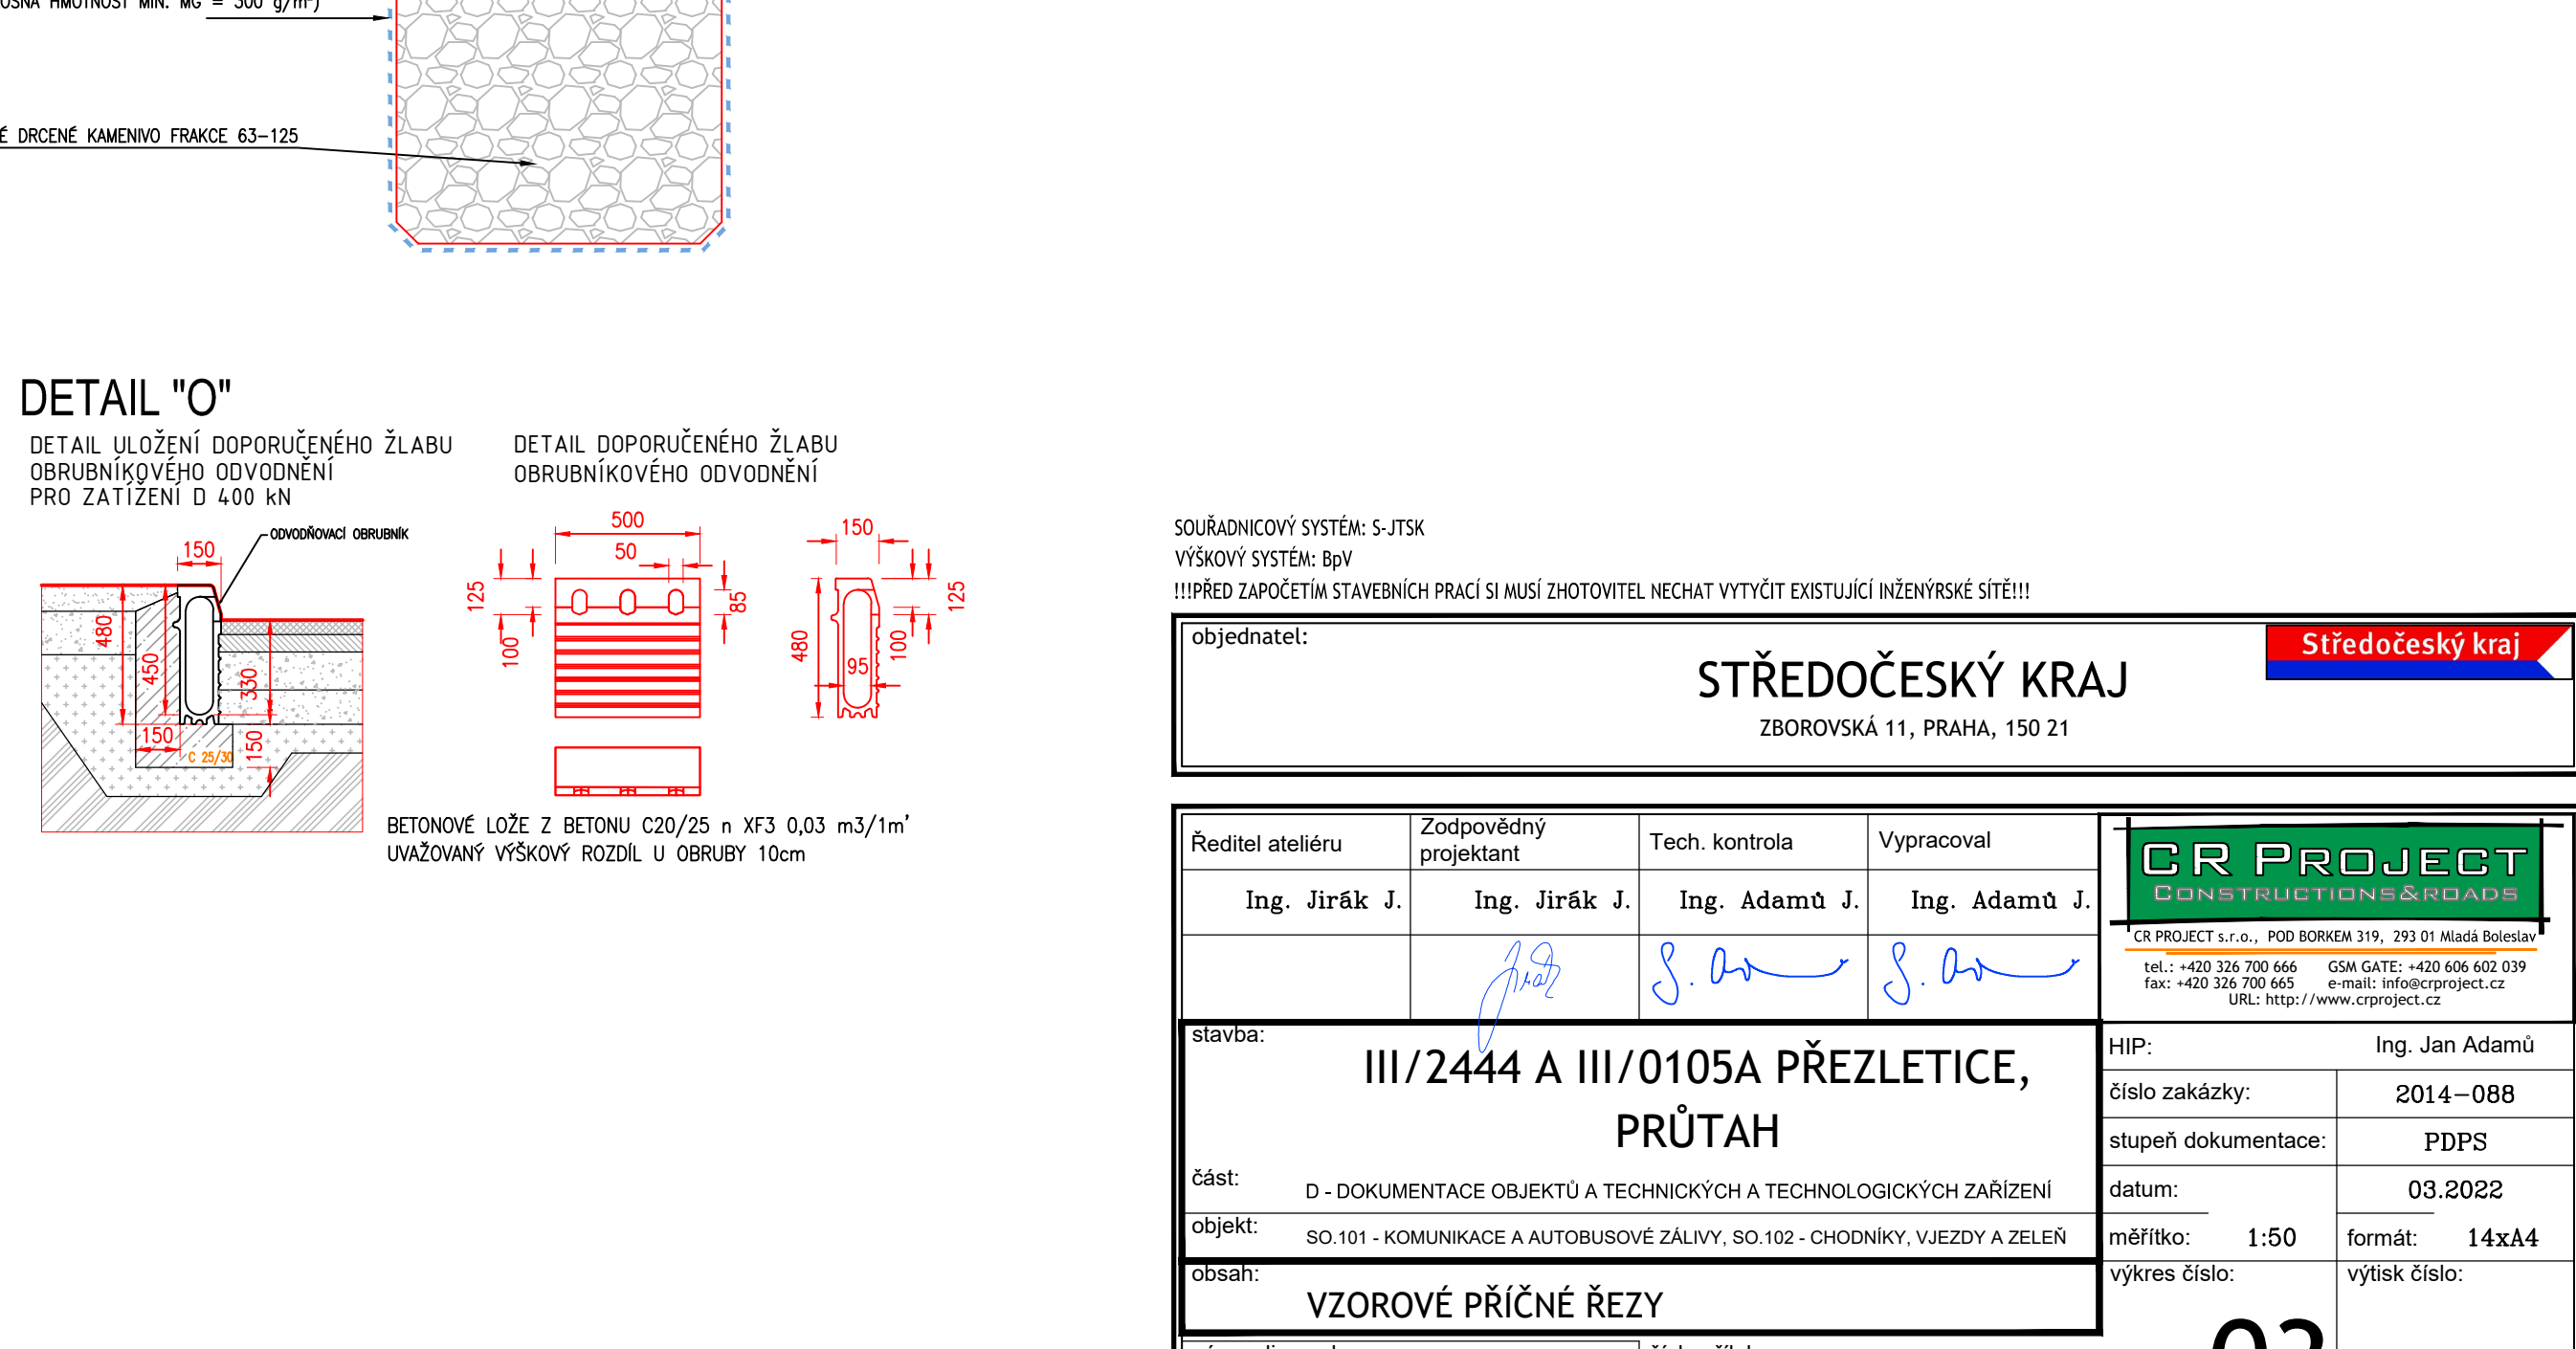 HMOTNOST MIN. MG = 300 g/m²)
DRCENÉ KAMENIVO FRAKCE 63-125
DETAIL "O"
DETAIL ULOŽENÍ DOPORUČENÉHO ŽLABU
OBRUBNÍKOVÉHO ODVODNĚNÍ
PRO ZATÍŽENÍ D 400 kN
DETAIL DOPORUČENÉHO ŽLABU
OBRUBNÍKOVÉHO ODVODNĚNÍ
ODVODŇOVACÍ OBRUBNÍK
150
480
450
330
150
150
C 25/30
500
50
125
100
85
150
480
95
100
125
BETONOVÉ LOŽE Z BETONU C20/25 n XF3 0,03 m3/1m'
UVAŽOVANÝ VÝŠKOVÝ ROZDÍL U OBRUBY 10cm
SOUŘADNICOVÝ SYSTÉM: S-JTSK
VÝŠKOVÝ SYSTÉM: BpV
!!!PŘED ZAPOČETÍM STAVEBNÍCH PRACÍ SI MUSÍ ZHOTOVITEL NECHAT VYTYČIT EXISTUJÍCÍ INŽENÝRSKÉ SÍTĚ!!!
objednatel:
STŘEDOČESKÝ KRAJ
ZBOROVSKÁ 11, PRAHA, 150 21
Středočeský kraj
Ředitel ateliéru
Zodpovědný
projektant
Tech. kontrola
Vypracoval
Ing. Jirák J.
Ing. Jirák J.
Ing. Adamů J.
Ing. Adamů J.
CR PROJECT
CONSTRUCTIONS&ROADS
CR PROJECT s.r.o., POD BORKEM 319, 293 01 Mladá Boleslav
tel.: +420 326 700 666 GSM GATE: +420 606 602 039
fax: +420 326 700 665 e-mail: info@crproject.cz
URL: http://www.crproject.cz
stavba:
III/2444 A III/0105A PŘEZLETICE,
PRŮTAH
část:
D - DOKUMENTACE OBJEKTŮ A TECHNICKÝCH A TECHNOLOGICKÝCH ZAŘÍZENÍ
objekt:
SO.101 - KOMUNIKACE A AUTOBUSOVÉ ZÁLIVY, SO.102 - CHODNÍKY, VJEZDY A ZELEŇ
obsah:
VZOROVÉ PŘÍČNÉ ŘEZY
HIP: Ing. Jan Adamů
číslo zakázky: 2014-088
stupeň dokumentace: PDPS
datum: 03.2022
měřítko: 1:50
formát: 14xA4
výkres číslo:
výtisk číslo: